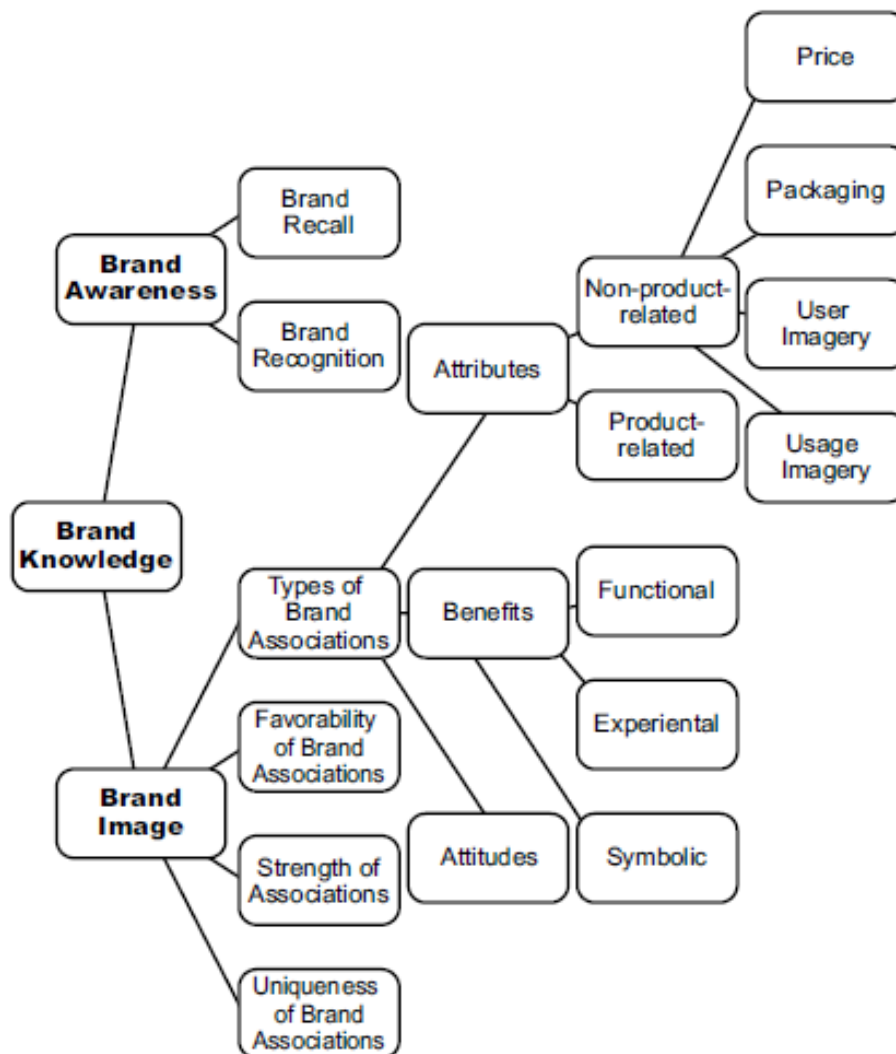 Price
Packaging
Brand
Recall
Brand
Awareness
Non-product-
related
User
Imagery
Brand
Recognition
Attributes
Product-
related
Usage
Imagery
Brand
Knowledge
Types of
Brand
Associations
Benefits
Functional
Experiental
Favorability
of Brand
Associations
Brand
Image
Attitudes
Symbolic
Strength of
Associations
Uniqueness
of Brand
Associations